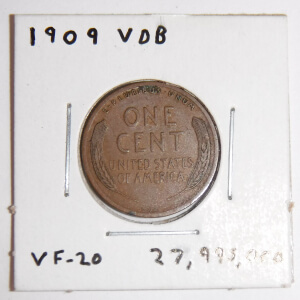 1909 VDB
E PLURIBUS UNUM
ONE
CENT
UNITED STATES
OF AMERICA
VF-20 27,995,000